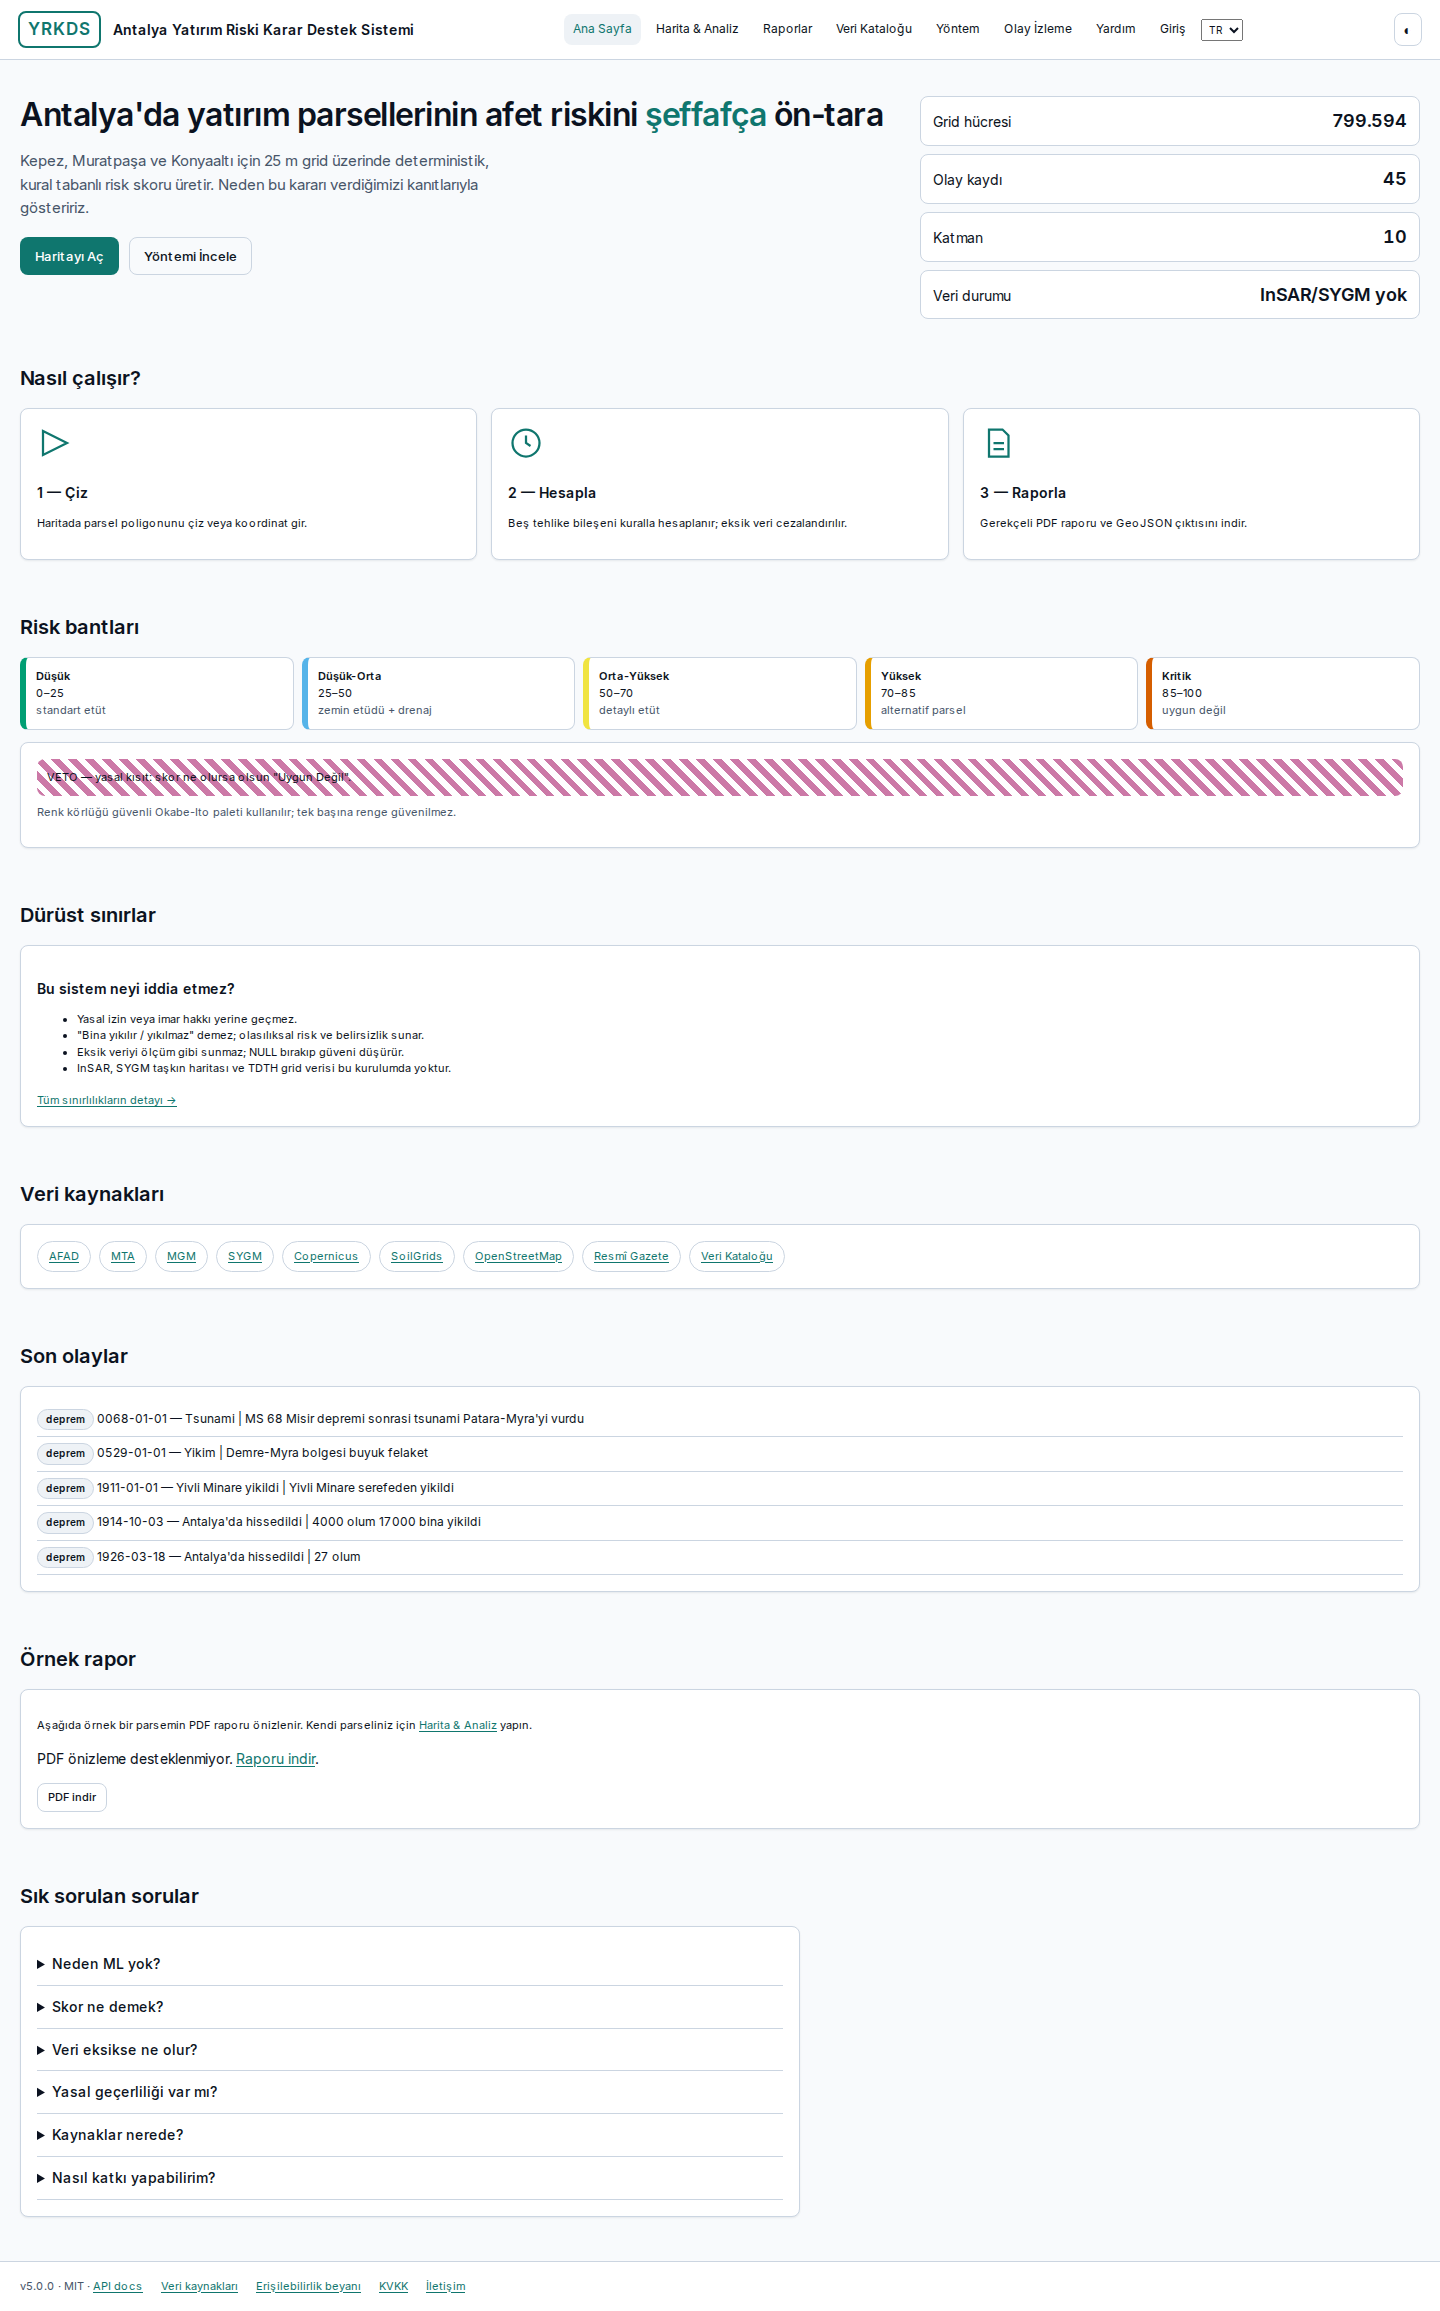 YRKDS
Antalya Yatırım Riski Karar Destek Sistemi
Ana Sayfa
Harita & Analiz
Raporlar
Veri Kataloğu
Yöntem
Olay İzleme
Yardım
Giriş
TR
Antalya'da yatırım parsellerinin afet riskini şeffafça ön-tara
Kepez, Muratpaşa ve Konyaaltı için 25 m grid üzerinde deterministik,
kural tabanlı risk skoru üretir. Neden bu kararı verdiğimizi kanıtlarıyla
gösteririz.
Haritayı Aç
Yöntemi İncele
Grid hücresi 799.594
Olay kaydı 45
Katman 10
Veri durumu InSAR/SYGM yok
Nasıl çalışır?
1 — Çiz
Haritada parsel poligonunu çiz veya koordinat gir.
2 — Hesapla
Beş tehlike bileşeni kuralla hesaplanır; eksik veri cezalandırılır.
3 — Raporla
Gerekçeli PDF raporu ve GeoJSON çıktısını indir.
Risk bantları
Düşük
0–25
standart etüt
Düşük-Orta
25–50
zemin etüdü + drenaj
Orta-Yüksek
50–70
detaylı etüt
Yüksek
70–85
alternatif parsel
Kritik
85–100
uygun değil
VETO — yasal kısıt: skor ne olursa olsun "Uygun Değil".
Renk körlüğü güvenli Okabe-Ito paleti kullanılır; tek başına renge güvenilmez.
Dürüst sınırlar
Bu sistem neyi iddia etmez?
• Yasal izin veya imar hakkı yerine geçmez.
• "Bina yıkılır / yıkılmaz" demez; olasılıksal risk ve belirsizlik sunar.
• Eksik veriyi ölçüm gibi sunmaz; NULL bırakıp güveni düşürür.
• InSAR, SYGM taşkın haritası ve TDTH grid verisi bu kurulumda yoktur.
Tüm sınırlılıkların detayı →
Veri kaynakları
AFAD
MTA
MGM
SYGM
Copernicus
SoilGrids
OpenStreetMap
Resmî Gazete
Veri Kataloğu
Son olaylar
deprem 0068-01-01 — Tsunami | MS 68 Misir depremi sonrasi tsunami Patara-Myra'yi vurdu
deprem 0529-01-01 — Yikim | Demre-Myra bolgesi buyuk felaket
deprem 1911-01-01 — Yivli Minare yikildi | Yivli Minare serefeden yikildi
deprem 1914-10-03 — Antalya'da hissedildi | 4000 olum 17000 bina yikildi
deprem 1926-03-18 — Antalya'da hissedildi | 27 olum
Örnek rapor
Aşağıda örnek bir parsemin PDF raporu önizlenir. Kendi parseliniz için Harita & Analiz yapın.
PDF önizleme desteklenmiyor. Raporu indir.
PDF indir
Sık sorulan sorular
Neden ML yok?
Skor ne demek?
Veri eksikse ne olur?
Yasal geçerliliği var mı?
Kaynaklar nerede?
Nasıl katkı yapabilirim?
v5.0.0 · MIT · API docs Veri kaynakları Erişilebilirlik beyanı KVKK İletişim